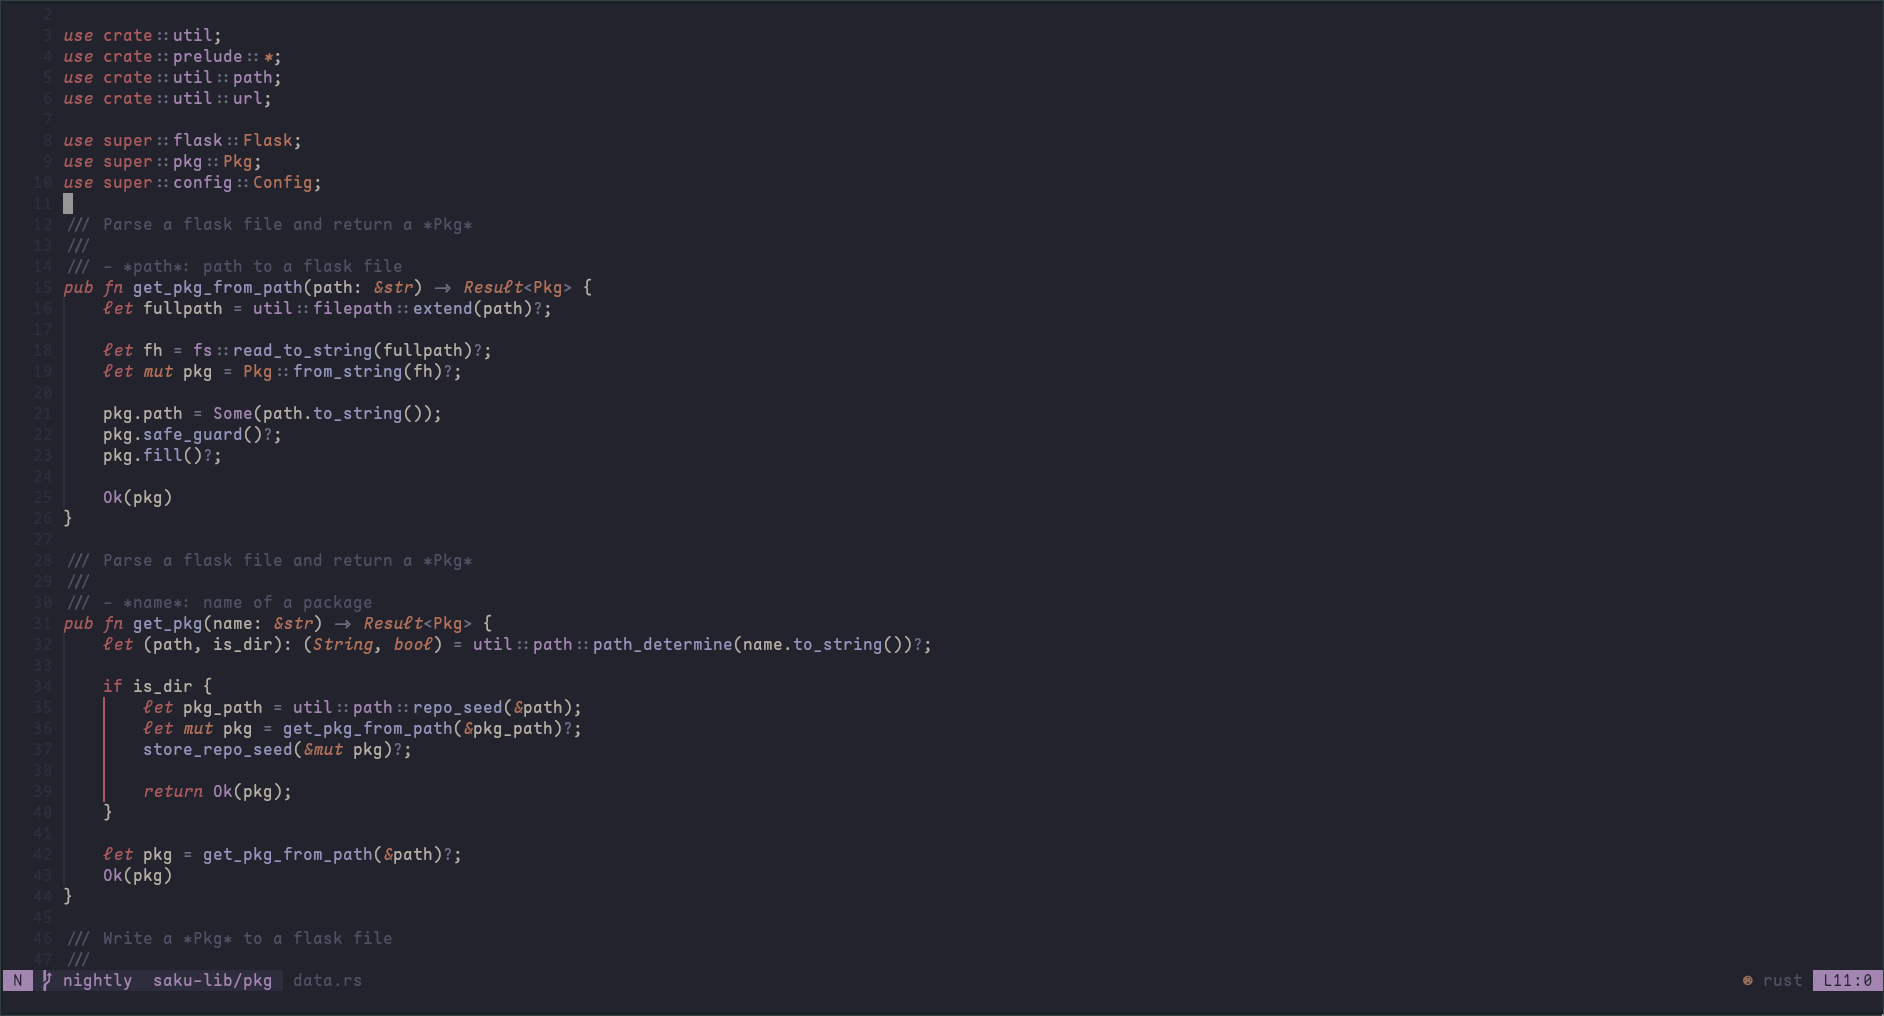 2
3 use crate::util;
4 use crate::prelude::*;
5 use crate::util::path;
6 use crate::util::url;
7
8 use super::flask::Flask;
9 use super::pkg::Pkg;
10 use super::config::Config;
11
12 /// Parse a flask file and return a *Pkg*
13 ///
14 /// - *path*: path to a flask file
15 pub fn get_pkg_from_path(path: &str) -> Result<Pkg> {
16     let fullpath = util::filepath::extend(path)?;
17
18     let fh = fs::read_to_string(fullpath)?;
19     let mut pkg = Pkg::from_string(fh)?;
20
21     pkg.path = Some(path.to_string());
22     pkg.safe_guard()?;
23     pkg.fill()?;
24
25     Ok(pkg)
26 }
27
28 /// Parse a flask file and return a *Pkg*
29 ///
30 /// - *name*: name of a package
31 pub fn get_pkg(name: &str) -> Result<Pkg> {
32     let (path, is_dir): (String, bool) = util::path::path_determine(name.to_string())?;
33
34     if is_dir {
35         let pkg_path = util::path::repo_seed(&path);
36         let mut pkg = get_pkg_from_path(&pkg_path)?;
37         store_repo_seed(&mut pkg)?;
38
39         return Ok(pkg);
40     }
41
42     let pkg = get_pkg_from_path(&path)?;
43     Ok(pkg)
44 }
45
46 /// Write a *Pkg* to a flask file
47 ///
N nightly saku-lib/pkg data.rs rust L11:0